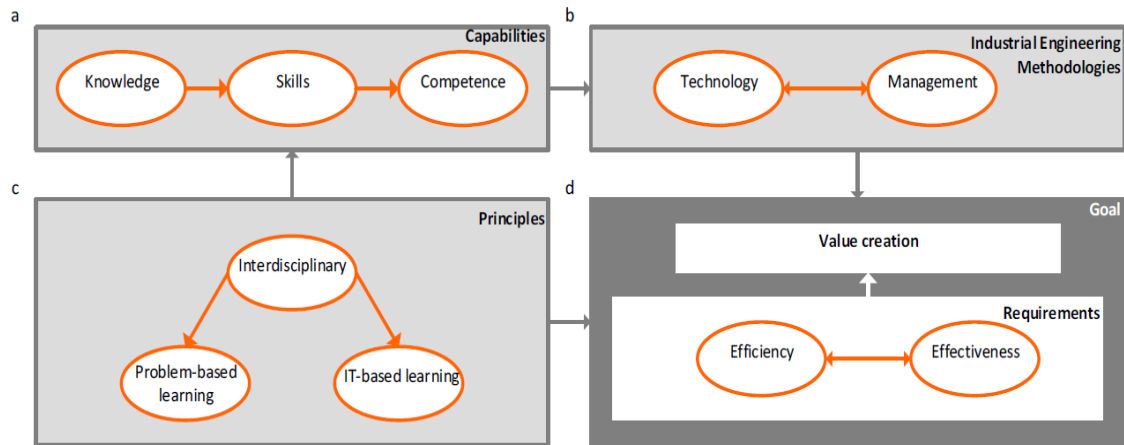 a
Capabilities
Knowledge
Skills
Competence
b
Industrial Engineering
Methodologies
Technology
Management
c
Principles
Interdisciplinary
Problem-based
learning
IT-based learning
d
Goal
Value creation
Requirements
Efficiency
Effectiveness